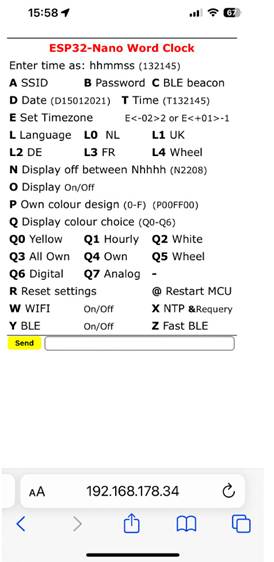 15:58 67
ESP32-Nano Word Clock
Enter time as: hhmmss (132145)
A SSID B Password C BLE beacon
D Date (D15012021) T Time (T132145)
E Set Timezone E<-02>2 or E<+01>-1
L Language L0 NL L1 UK
L2 DE L3 FR L4 Wheel
N Display off between Nhhhh (N2208)
O Display On/Off
P Own colour design (0-F) (P00FF00)
Q Display colour choice (Q0-Q6)
Q0 Yellow Q1 Hourly Q2 White
Q3 All Own Q4 Own Q5 Wheel
Q6 Digital Q7 Analog -
R Reset settings @ Restart MCU
W WIFI On/Off X NTP &Requery
Y BLE On/Off Z Fast BLE
Send
AA 192.168.178.34